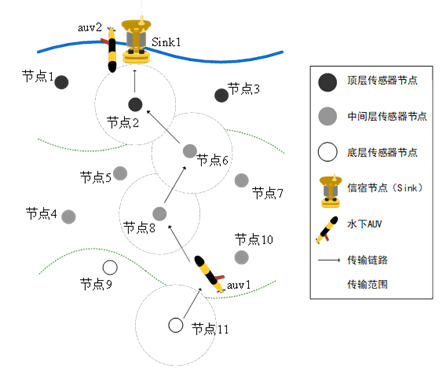 auv2
Sink1
节点1
节点3
节点2
节点6
节点5
节点7
节点4
节点8
节点10
节点9
auv1
节点11
顶层传感器节点
中间层传感器节点
底层传感器节点
信宿节点（Sink）
水下AUV
传输链路
传输范围